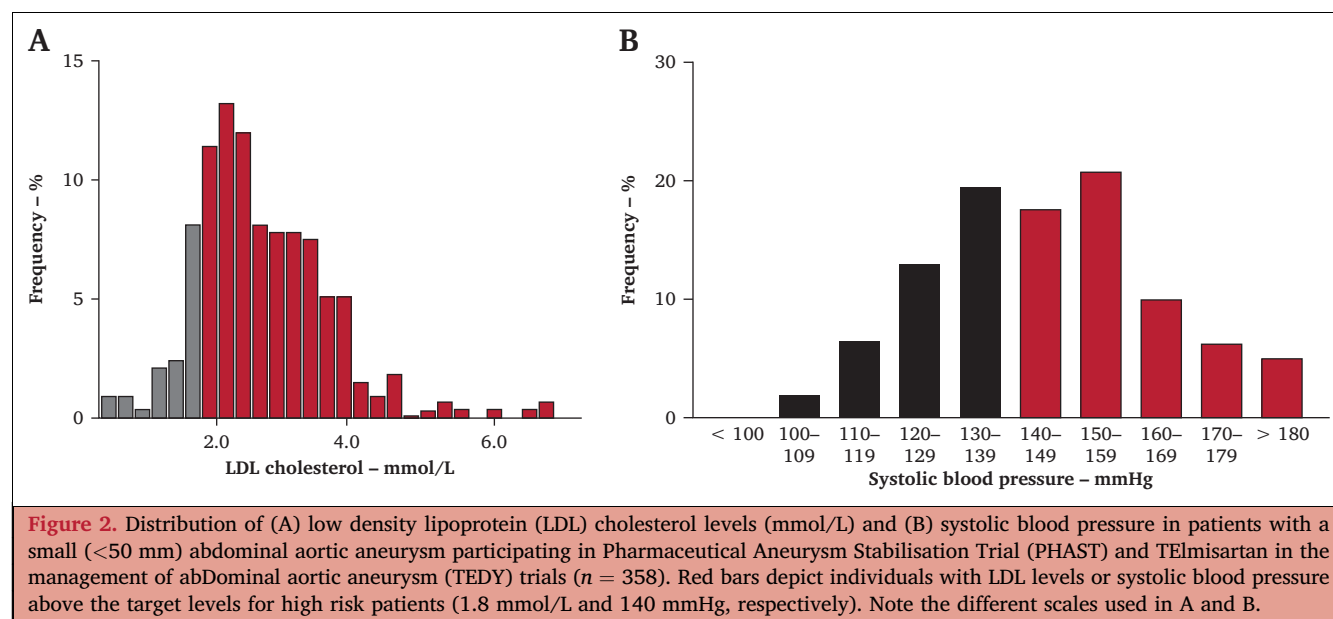 A
B
15
10
5
0
Frequency – %
2.0 4.0 6.0
LDL cholesterol – mmol/L
30
20
10
0
Frequency – %
< 100 100– 110– 120– 130– 140– 150– 160– 170– > 180
109 119 129 139 149 159 169 179
Systolic blood pressure – mmHg
Figure 2. Distribution of (A) low density lipoprotein (LDL) cholesterol levels (mmol/L) and (B) systolic blood pressure in patients with a
small (<50 mm) abdominal aortic aneurysm participating in Pharmaceutical Aneurysm Stabilisation Trial (PHAST) and TElmisartan in the
management of abDominal aortic aneurysm (TEDY) trials (n = 358). Red bars depict individuals with LDL levels or systolic blood pressure
above the target levels for high risk patients (1.8 mmol/L and 140 mmHg, respectively). Note the different scales used in A and B.